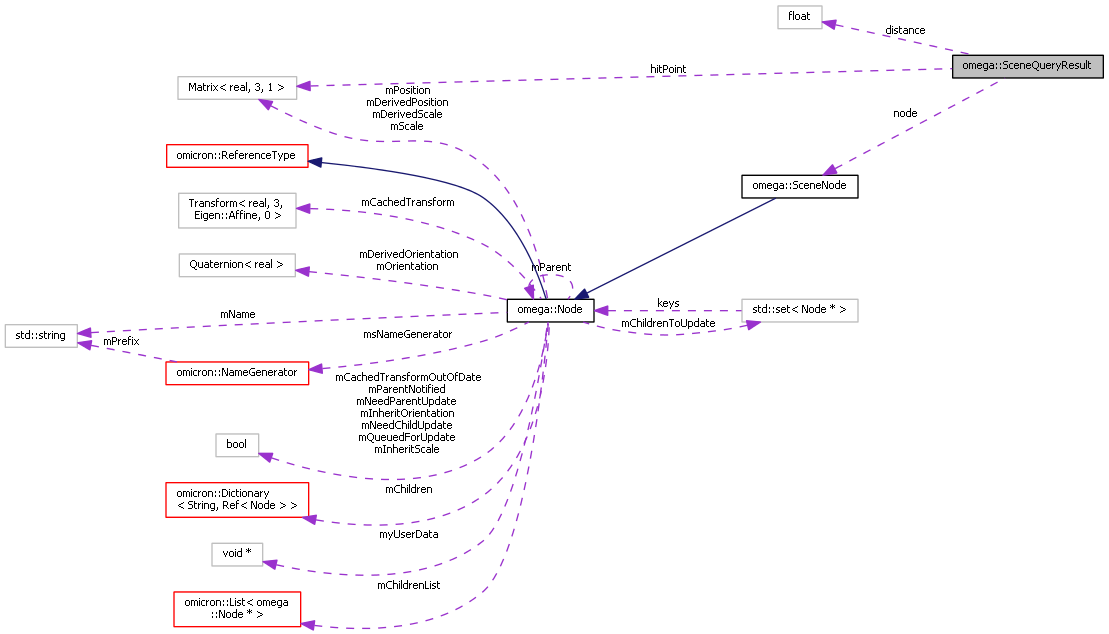 float
distance
omega::SceneQueryResult
hitPoint
Matrix< real, 3, 1 >
mPosition
mDerivedPosition
mDerivedScale
mScale
node
omicron::ReferenceType
omega::SceneNode
Transform< real, 3,
Eigen::Affine, 0 >
mCachedTransform
Quaternion< real >
mDerivedOrientation
mOrientation
mParent
omega::Node
keys
std::set< Node * >
mChildrenToUpdate
mName
std::string
msNameGenerator
mPrefix
omicron::NameGenerator
mCachedTransformOutOfDate
mParentNotified
mNeedParentUpdate
mInheritOrientation
mNeedChildUpdate
mQueuedForUpdate
mInheritScale
bool
mChildren
omicron::Dictionary
< String, Ref< Node > >
myUserData
void *
mChildrenList
omicron::List< omega
::Node * >